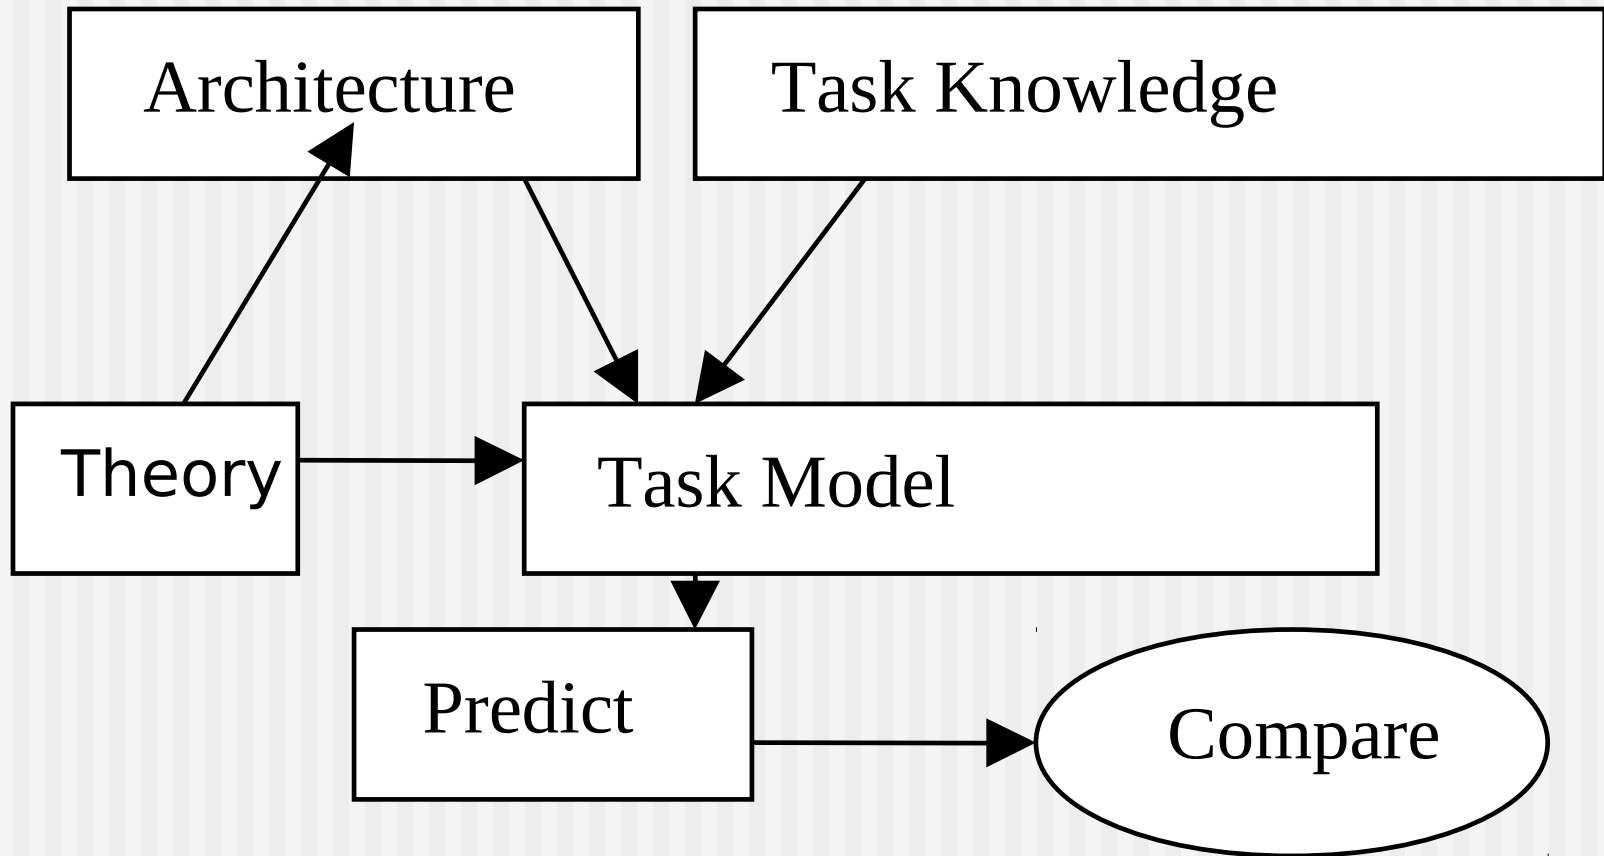 Architecture
Task Knowledge
Theory
Task Model
Predict
Compare